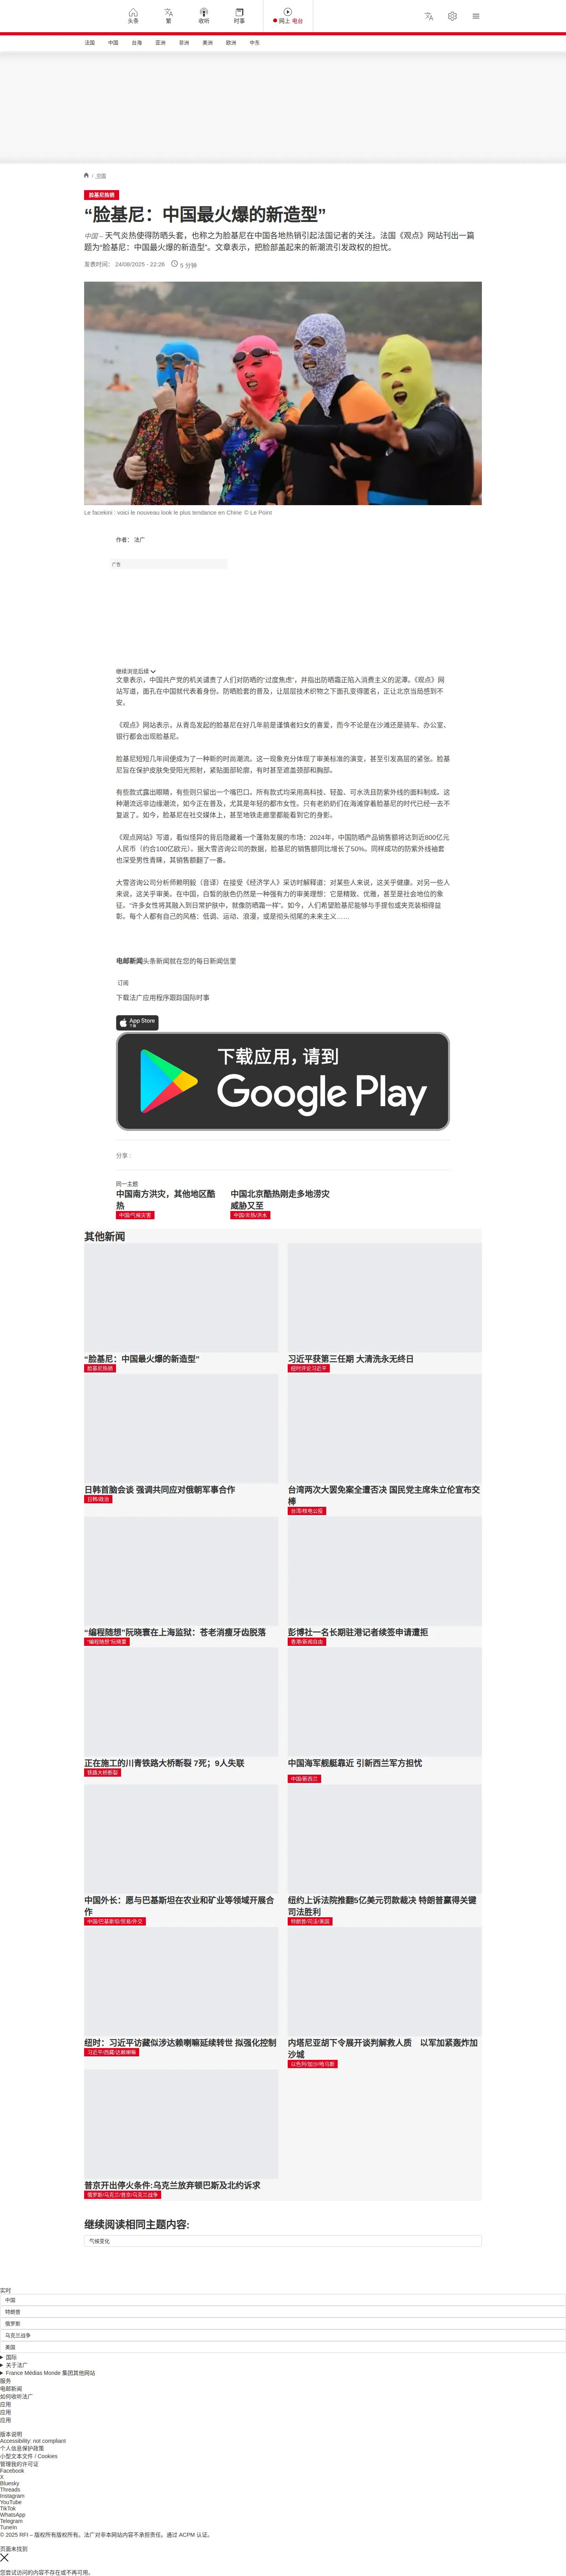 头条
繁
收听
时事
网上 电台
法国 中国 台海 亚洲 非洲 美洲 欧洲 中东
/ 中国
脸基尼热销
“脸基尼：中国最火爆的新造型”
中国 – 天气炎热使得防晒头套，也称之为脸基尼在中国各地热销引起法国记者的关注。法国《观点》网站刊出一篇
题为“脸基尼：中国最火爆的新造型”。文章表示，把脸部盖起来的新潮流引发政权的担忧。
发表时间： 24/08/2025 - 22:26 5 分钟
Le facekini : voici le nouveau look le plus tendance en Chine © Le Point
作者： 法广
广告
继续浏览后续
文章表示，中国共产党的机关谴责了人们对防晒的“过度焦虑”，并指出防晒霜正陷入消费主义的泥潭。《观点》网
站写道，面孔在中国就代表着身份。防晒脸套的普及，让层层技术织物之下面孔变得匿名，正让北京当局感到不
安。
《观点》网站表示，从青岛发起的脸基尼在好几年前是谨慎者妇女的喜爱，而今不论是在沙滩还是骑车、办公室、
银行都会出现脸基尼。
脸基尼短短几年间便成为了一种新的时尚潮流。这一现象充分体现了审美标准的演变，甚至引发高层的紧张。脸基
尼旨在保护皮肤免受阳光照射，紧贴面部轮廓，有时甚至遮盖颈部和胸部。
有些款式露出眼睛，有些则只留出一个嘴巴口。所有款式均采用高科技、轻盈、可水洗且防紫外线的面料制成。这
种潮流远非边缘潮流，如今正在普及，尤其是年轻的都市女性。只有老奶奶们在海滩穿着脸基尼的时代已经一去不
复返了。如今，脸基尼在社交媒体上，甚至地铁走廊里都能看到它的身影。
《观点网站》写道，看似怪异的背后隐藏着一个蓬勃发展的市场：2024年，中国防晒产品销售额将达到近800亿元
人民币（约合100亿欧元）。据大雪咨询公司的数据，脸基尼的销售额同比增长了50%。同样成功的防紫外线袖套
也深受男性青睐，其销售额翻了一番。
大雪咨询公司分析师赖明毅（音译）在接受《经济学人》采访时解释道：对某些人来说，这关乎健康。对另一些人
来说，这关乎审美。在中国，白皙的肤色仍然是一种强有力的审美理想：它是精致、优雅，甚至是社会地位的象
征。“许多女性将其融入到日常护肤中，就像防晒霜一样”。如今，人们希望脸基尼能够与手提包或夹克装相得益
彰。每个人都有自己的风格：低调、运动、浪漫，或是彻头彻尾的未来主义……
电邮新闻头条新闻就在您的每日新闻信里
订阅
下载法广应用程序跟踪国际时事
App Store
下载应用，请到
Google Play
分享 :
同一主题
中国南方洪灾，其他地区酷
热
中国/气候灾害
中国北京酷热刚走多地涝灾
威胁又至
中国/炎热/洪水
其他新闻
“脸基尼：中国最火爆的新造型”
脸基尼热销
习近平获第三任期 大清洗永无终日
纽时评论习近平
日韩首脑会谈 强调共同应对俄朝军事合作
日韩/政治
台湾两次大罢免案全遭否决 国民党主席朱立伦宣布交
棒
台湾/核电公投
“编程随想”阮晓寰在上海监狱：苍老消瘦牙齿脱落
“编程随想”阮晓寰
彭博社一名长期驻港记者续签申请遭拒
香港/新闻自由
正在施工的川青铁路大桥断裂 7死；9人失联
铁路大桥断裂
中国海军舰艇靠近 引新西兰军方担忧
中国/新西兰
中国外长：愿与巴基斯坦在农业和矿业等领域开展合
作
中国/巴基斯坦/贸易/外交
纽约上诉法院推翻5亿美元罚款裁决 特朗普赢得关键
司法胜利
特朗普/司法/美国
纽时：习近平访藏似涉达赖喇嘛延续转世 拟强化控制
习近平/西藏/达赖喇嘛
内塔尼亚胡下令展开谈判解救人质　以军加紧轰炸加
沙城
以色列/加沙/哈马斯
普京开出停火条件:乌克兰放弃顿巴斯及北约诉求
俄罗斯/乌克兰/普京/乌克兰战争
继续阅读相同主题内容:
气候变化
实时
中国
特朗普
俄罗斯
乌克兰战争
美国
国际
关于法广
France Médias Monde 集团其他网站
服务
电邮新闻
如何收听法广
应用
应用
应用
版本说明
Accessibility: not compliant
个人信息保护政策
小型文本文件 / Cookies
管理我的许可证
Facebook
X
Bluesky
Threads
Instagram
YouTube
TikTok
WhatsApp
Telegram
TuneIn
© 2025 RFI – 版权所有版权所有。法广对非本网站内容不承担责任。通过 ACPM 认证。
页面未找到
您尝试访问的内容不存在或不再可用。